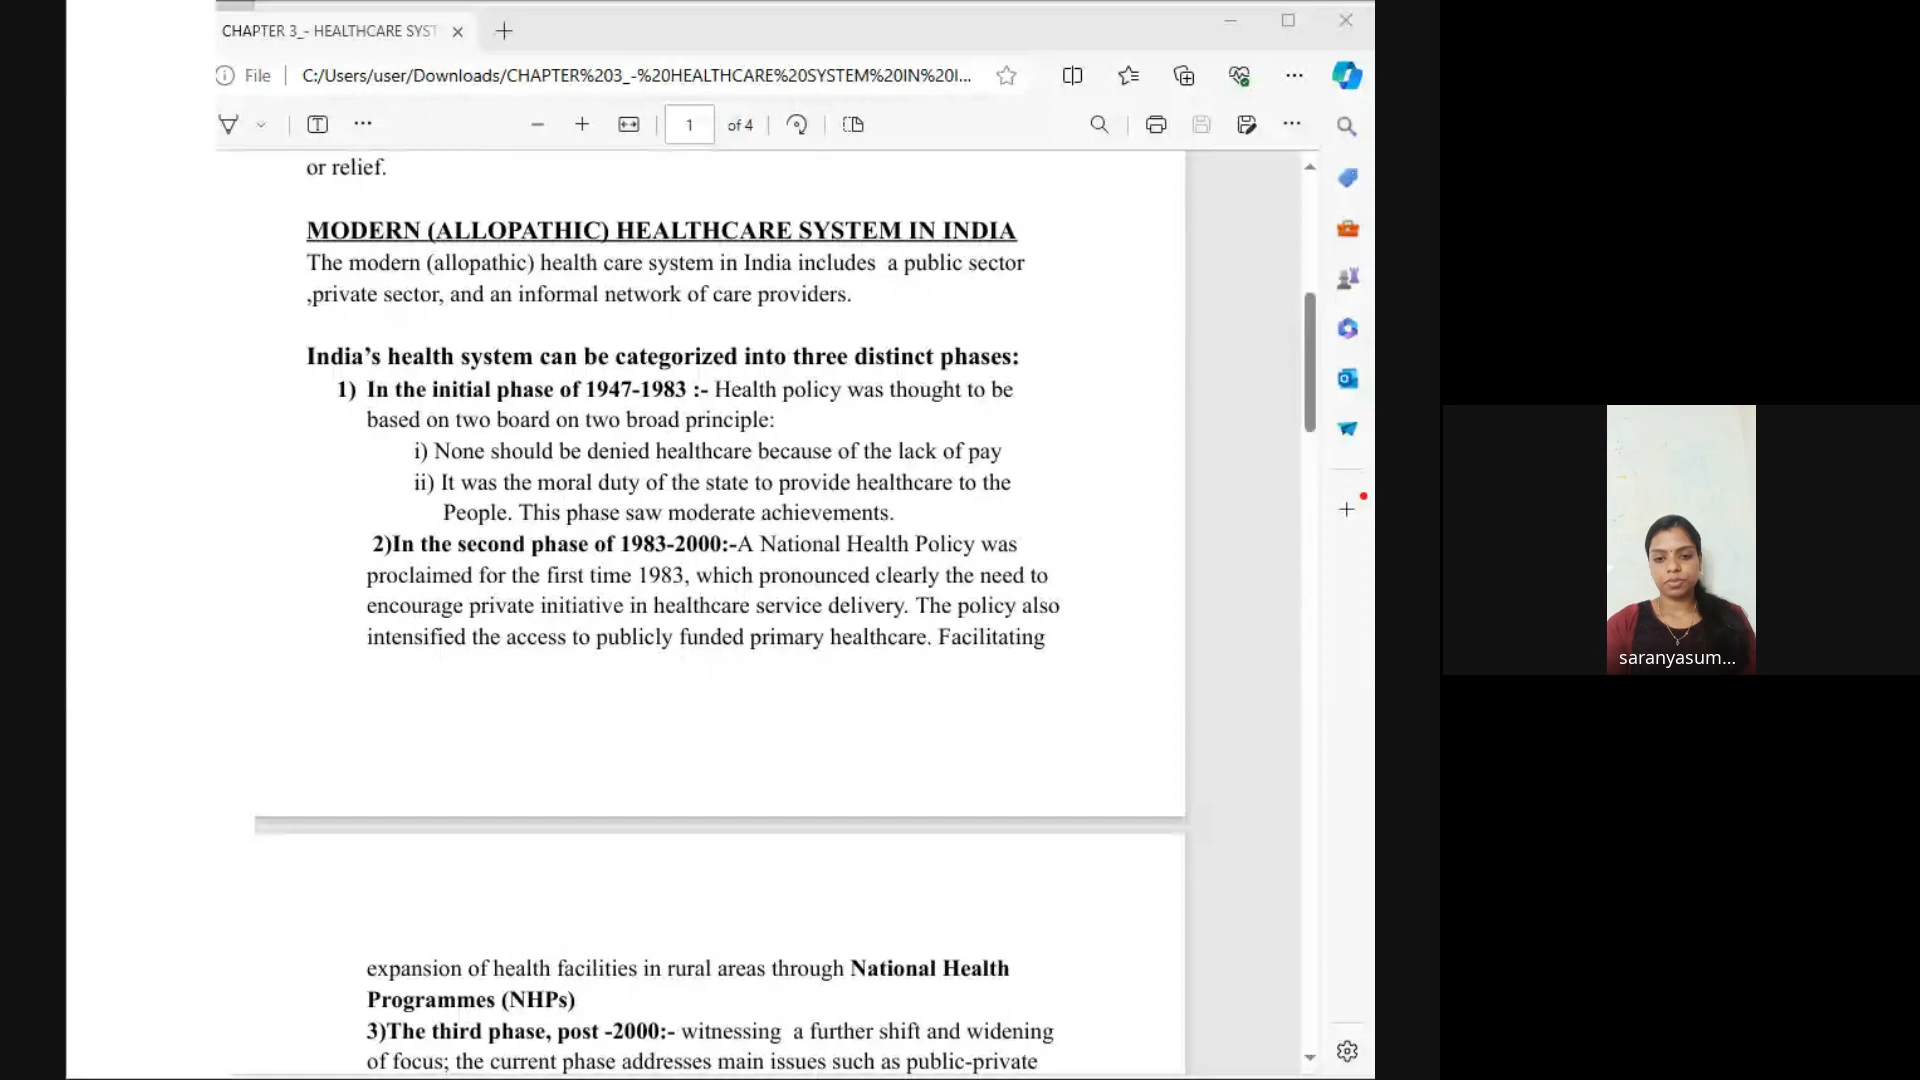 CHAPTER 3_- HEALTHCARE SYST
File
C:/Users/user/Downloads/CHAPTER%203_-%20HEALTHCARE%20SYSTEM%20IN%20I...
1 of 4
or relief.
MODERN (ALLOPATHIC) HEALTHCARE SYSTEM IN INDIA
The modern (allopathic) health care system in India includes  a public sector
,private sector, and an informal network of care providers.
India’s health system can be categorized into three distinct phases:
1) In the initial phase of 1947-1983 :- Health policy was thought to be
based on two board on two broad principle:
i) None should be denied healthcare because of the lack of pay
ii) It was the moral duty of the state to provide healthcare to the
People. This phase saw moderate achievements.
2)In the second phase of 1983-2000:-A National Health Policy was
proclaimed for the first time 1983, which pronounced clearly the need to
encourage private initiative in healthcare service delivery. The policy also
intensified the access to publicly funded primary healthcare. Facilitating
expansion of health facilities in rural areas through National Health
Programmes (NHPs)
3)The third phase, post -2000:- witnessing  a further shift and widening
of focus; the current phase addresses main issues such as public-private
saranyasum...